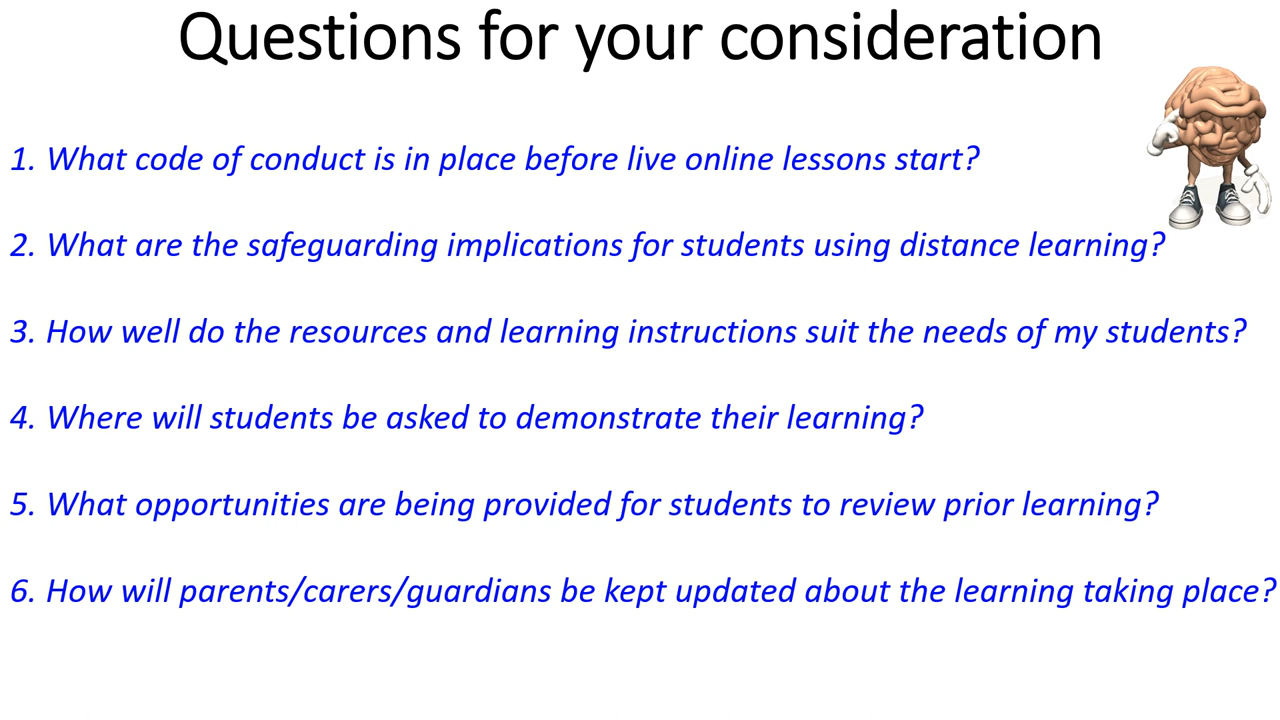 Questions for your consideration
1. What code of conduct is in place before live online lessons start?
2. What are the safeguarding implications for students using distance learning?
3. How well do the resources and learning instructions suit the needs of my students?
4. Where will students be asked to demonstrate their learning?
5. What opportunities are being provided for students to review prior learning?
6. How will parents/carers/guardians be kept updated about the learning taking place?